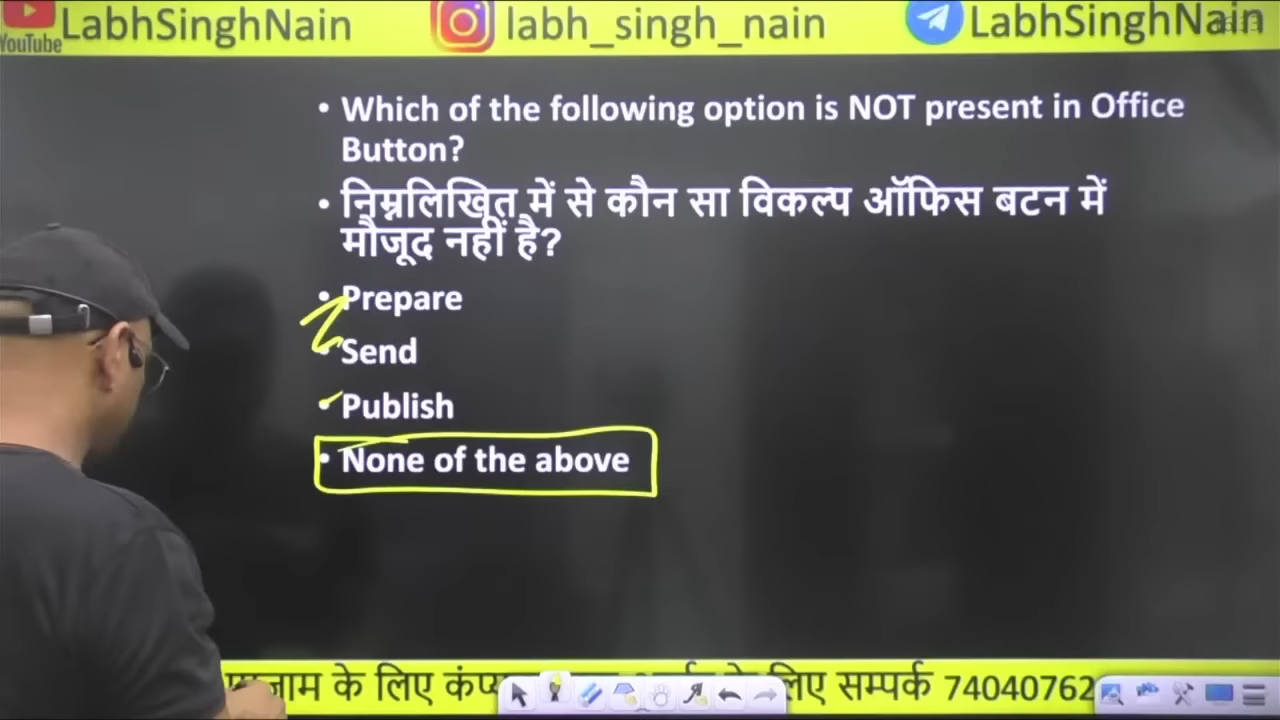 YouTube LabhSinghNain labh_singh_nain LabhSinghNain
• Which of the following option is NOT present in Office
Button?
• निम्नलिखित में से कौन सा विकल्प ऑफिस बटन में
मौजूद नहीं है?
• Prepare
• Send
• Publish
• None of the above
के लिए लिए सम्पर्क 74040762